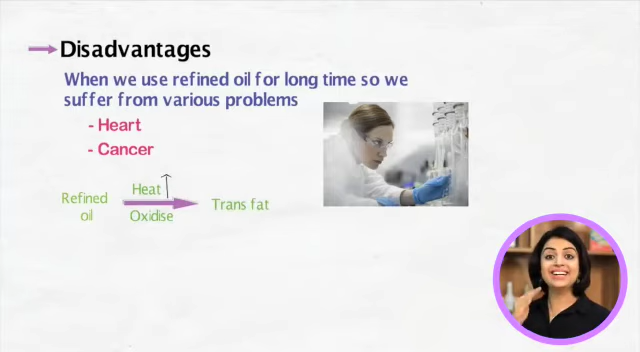 Disadvantages
When we use refined oil for long time so we
suffer from various problems
- Heart
- Cancer
Heat
Refined
oil
Oxidise
Trans fat